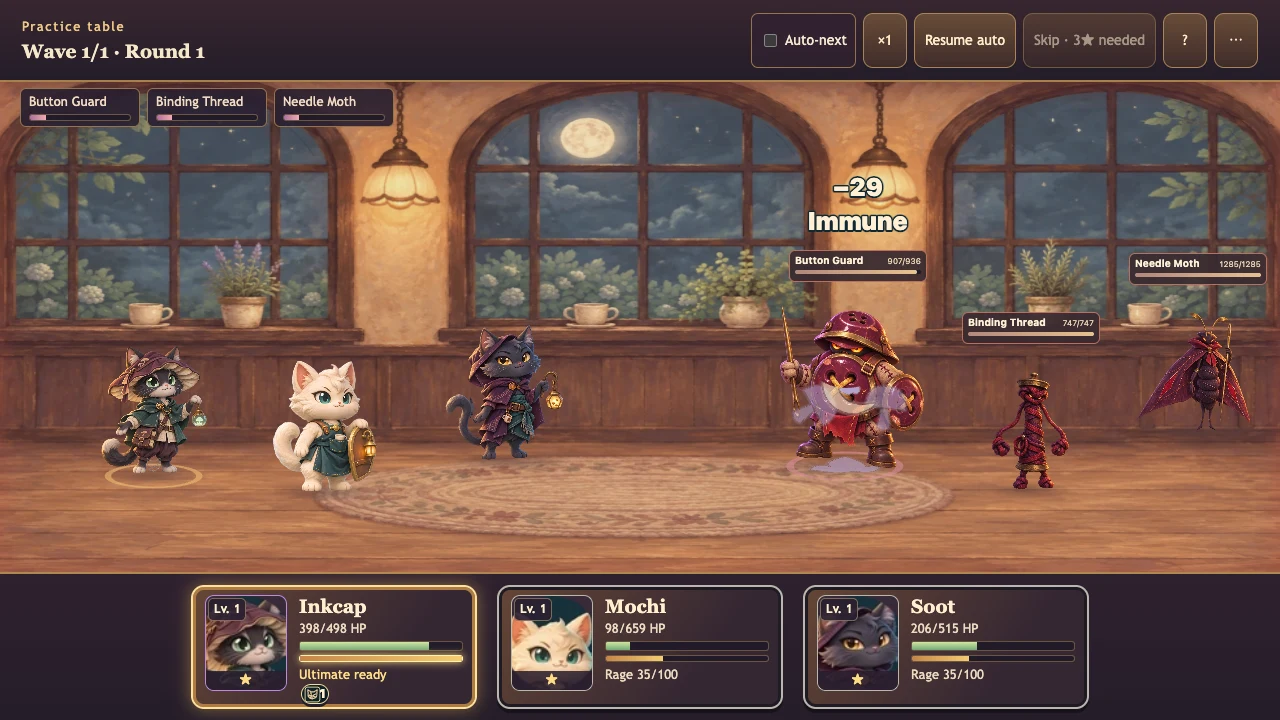 Practice table
Wave 1/1 · Round 1
Auto-next
×1
Resume auto
Skip · 3★ needed
?
···
Button Guard
Binding Thread
Needle Moth
−29
Immune
Button Guard 907/936
Binding Thread 747/747
Needle Moth 1285/1285
Lv. 1
Inkcap
398/498 HP
Ultimate ready
1
Lv. 1
Mochi
98/659 HP
Rage 35/100
Lv. 1
Soot
206/515 HP
Rage 35/100